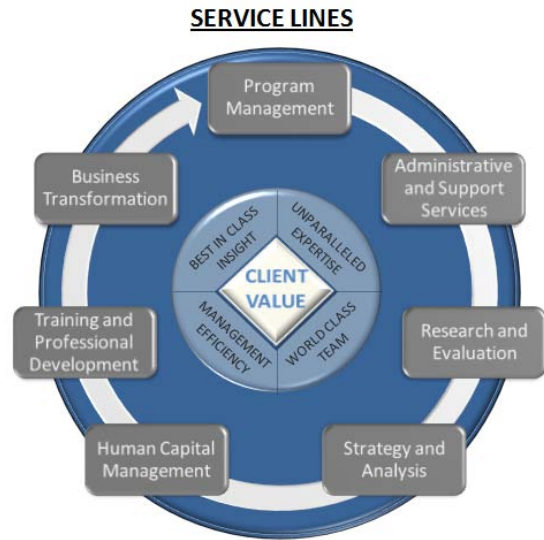 SERVICE LINES
Program
Management
Administrative
and Support
Services
Research and
Evaluation
Strategy and
Analysis
Human Capital
Management
Training and
Professional
Development
Business
Transformation
BEST IN CLASS
INSIGHT
UNPARALLELED
EXPERTISE
CLIENT
VALUE
MANAGEMENT
EFFICIENCY
WORLD CLASS
TEAM